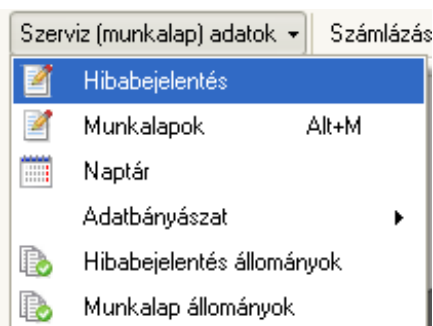 Szerviz (munkalap) adatok Számlázás
Hibabejelentés
Munkalapok Alt+M
Naptár
Adatbányászat
Hibabejelentés állományok
Munkalap állományok